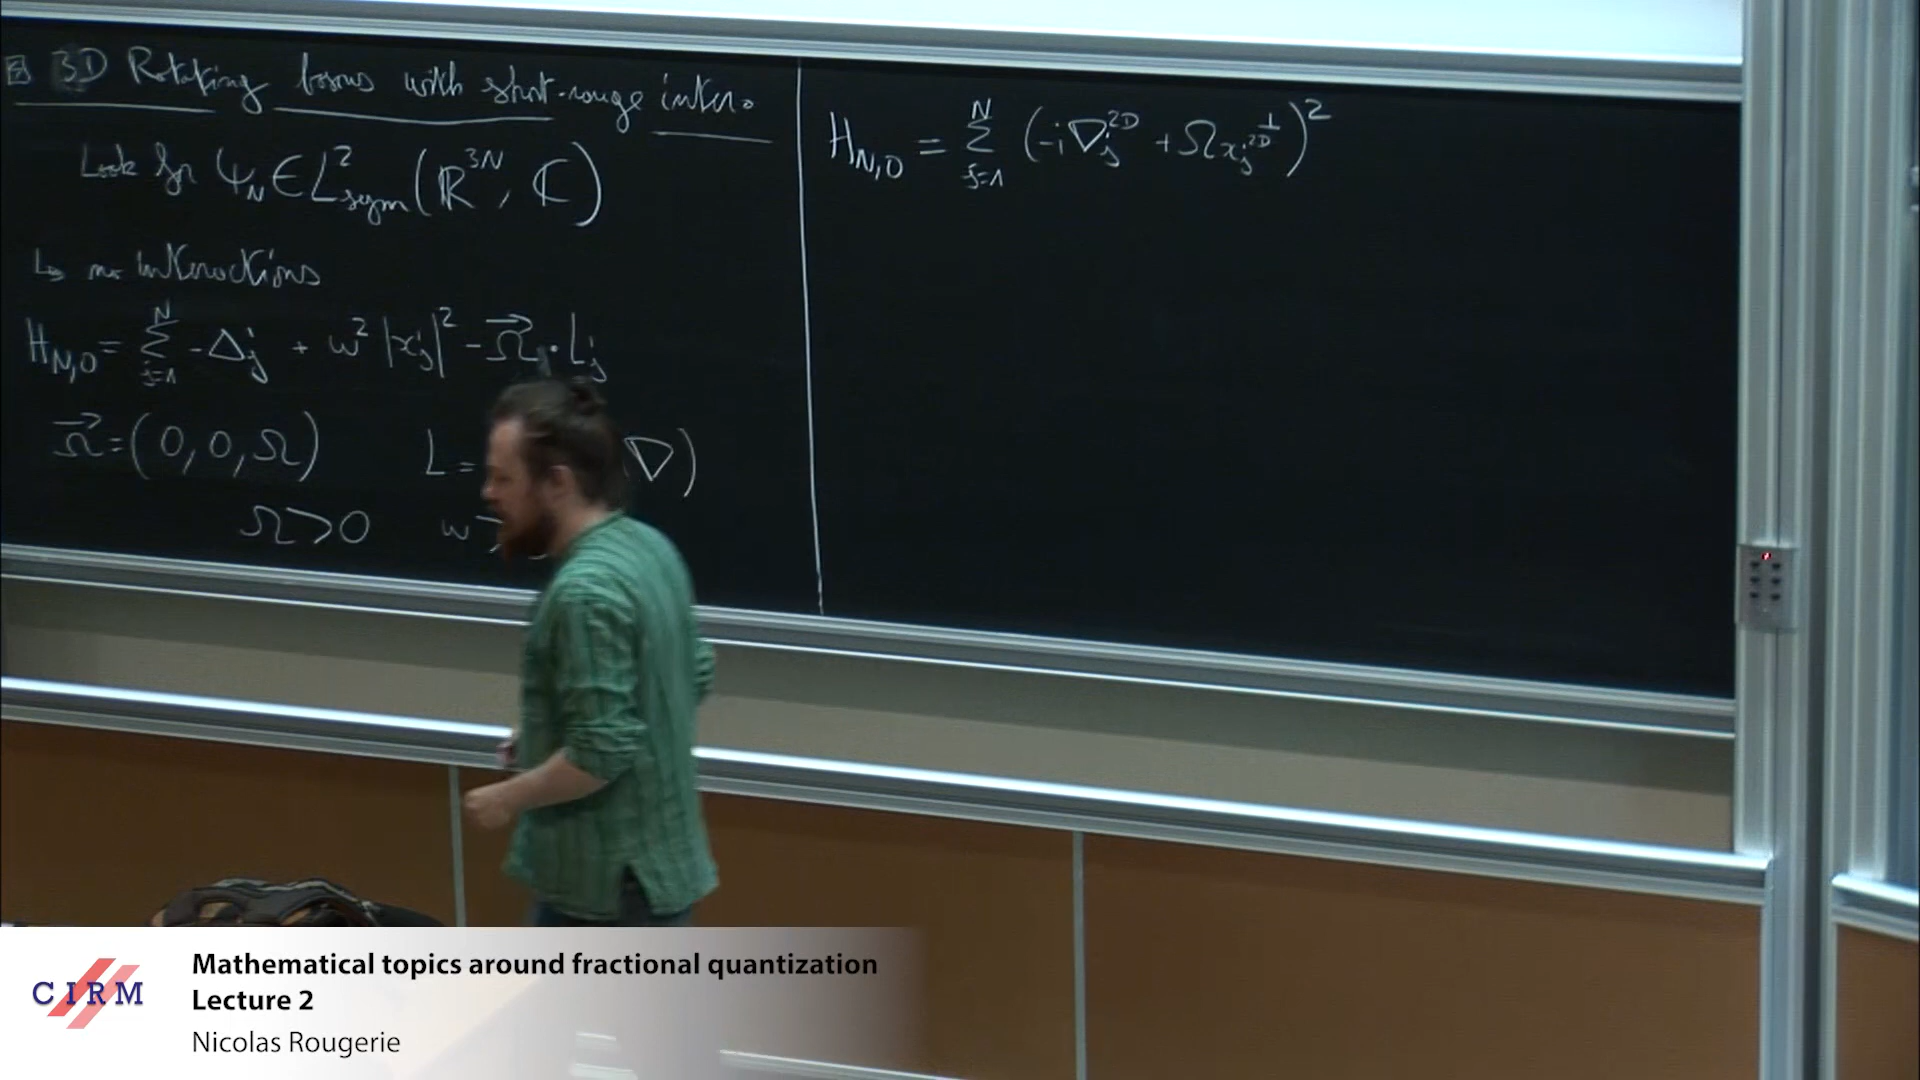 3D Rotating bosons with short-range inter.
Look for Ψ_N ∈ L²_sym(ℝ^{3N}, ℂ)
↳ no interactions
H_{N,0} = Σ_{j=1}^N -Δ_j + ω²|x_j|² - Ω⃗ · L_j
Ω⃗ = (0, 0, Ω) L = ∇)
Ω > 0 ω >
H_{N,0} = Σ_{j=1}^N (-i∇_j^{2D} + Ω x_j^{2D ⊥})²
CIRM
Mathematical topics around fractional quantization
Lecture 2
Nicolas Rougerie